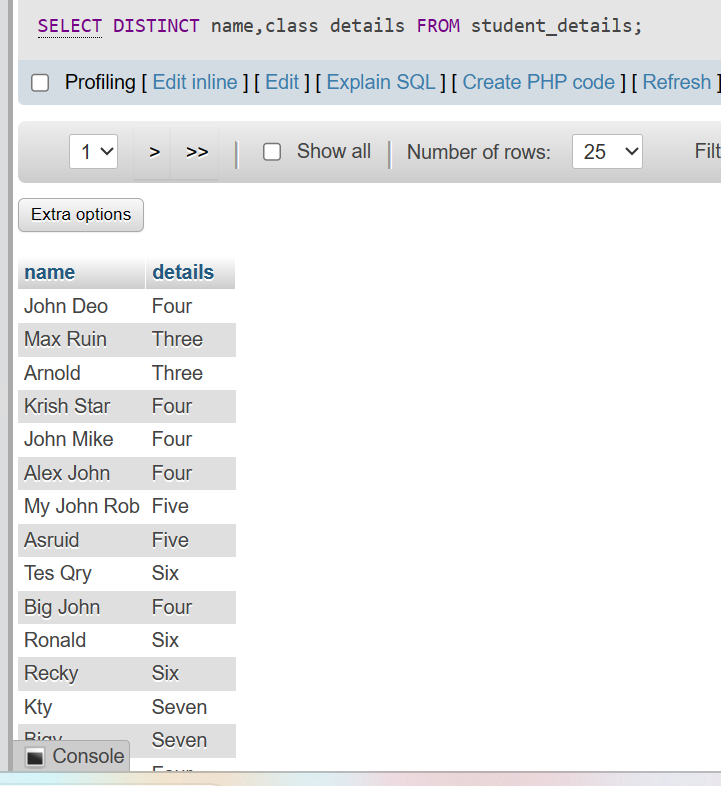 SELECT DISTINCT name,class details FROM student_details;
Profiling [ Edit inline ] [ Edit ] [ Explain SQL ] [ Create PHP code ] [ Refresh ]
1 > >> | Show all | Number of rows: 25 Filt
Extra options
name details
John Deo Four
Max Ruin Three
Arnold Three
Krish Star Four
John Mike Four
Alex John Four
My John Rob Five
Asruid Five
Tes Qry Six
Big John Four
Ronald Six
Recky Six
Kty Seven
Bigy Seven
Console
Four